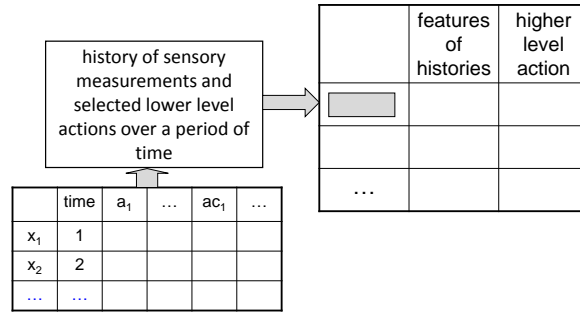 history of sensory
measurements and
selected lower level
actions over a period of
time
features
of
histories
higher
level
action
…
time a₁ … ac₁ …
x₁ 1
x₂ 2
… …